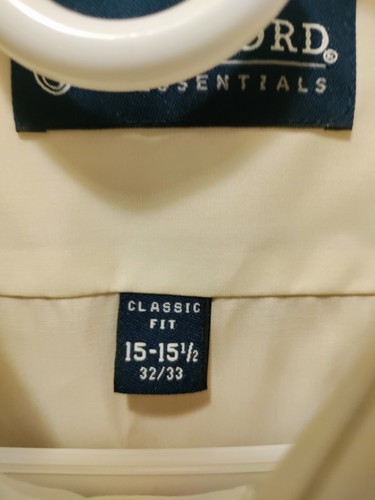 ORD®
ESSENTIALS
CLASSIC
FIT
15-15½
32/33